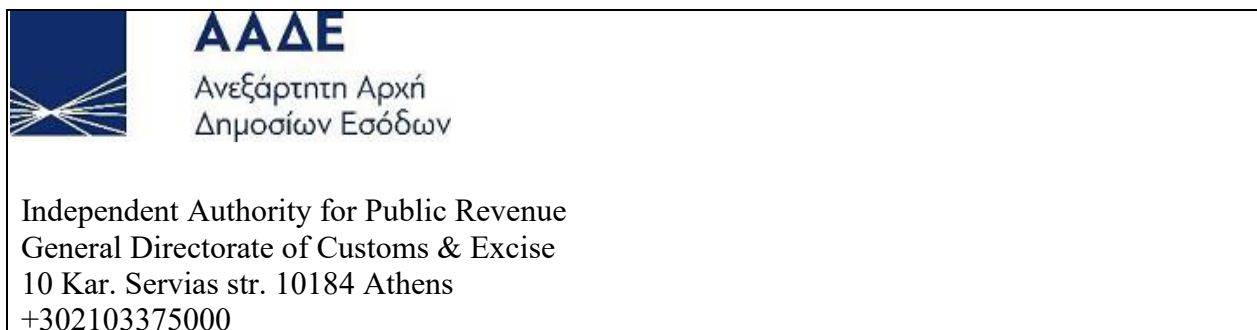 ΑΑΔΕ
Ανεξάρτητη Αρχή
Δημοσίων Εσόδων
Independent Authority for Public Revenue
General Directorate of Customs & Excise
10 Kar. Servias str. 10184 Athens
+302103375000